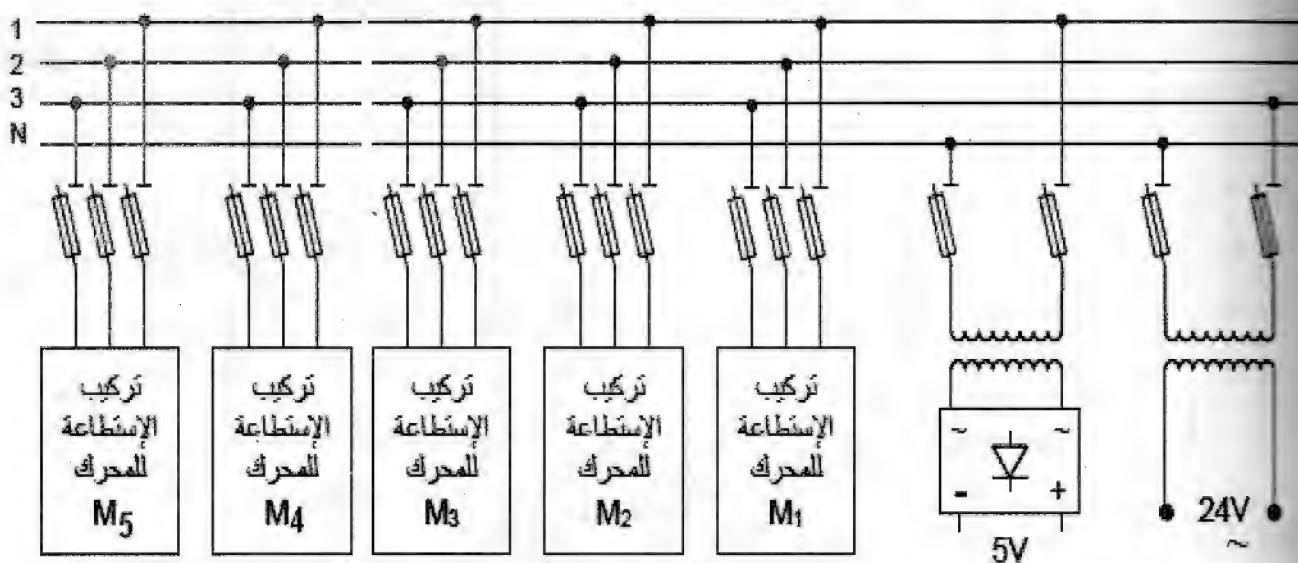 1
2
3
N
تركيب
الإستطاعة
للمحرك
M5
تركيب
الإستطاعة
للمحرك
M4
تركيب
الإستطاعة
للمحرك
M3
تركيب
الإستطاعة
للمحرك
M2
تركيب
الإستطاعة
للمحرك
M1
~ ~
- +
5V
24V
~